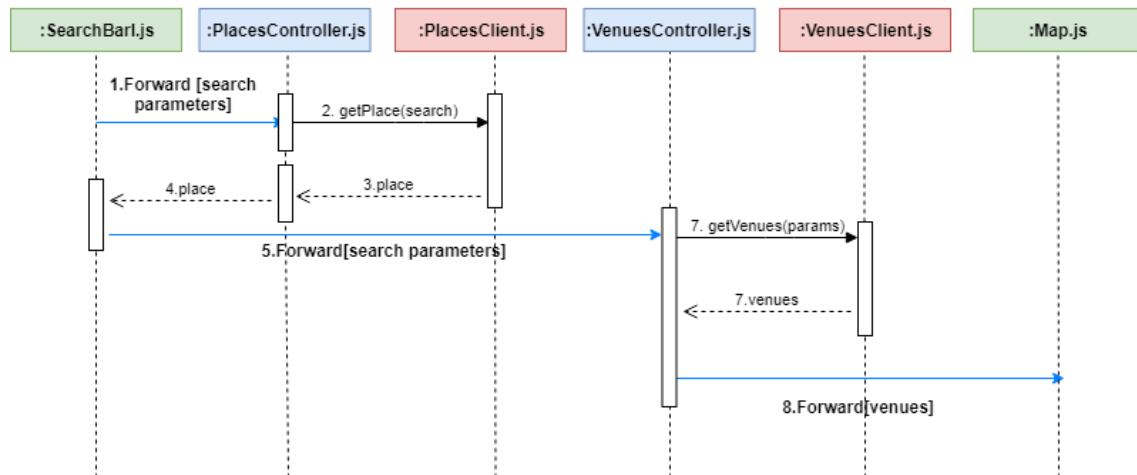 :SearchBarl.js
:PlacesController.js
:PlacesClient.js
:VenuesController.js
:VenuesClient.js
:Map.js
1.Forward [search
parameters]
2. getPlace(search)
3.place
4.place
5.Forward[search parameters]
7. getVenues(params)
7.venues
8.Forward[venues]